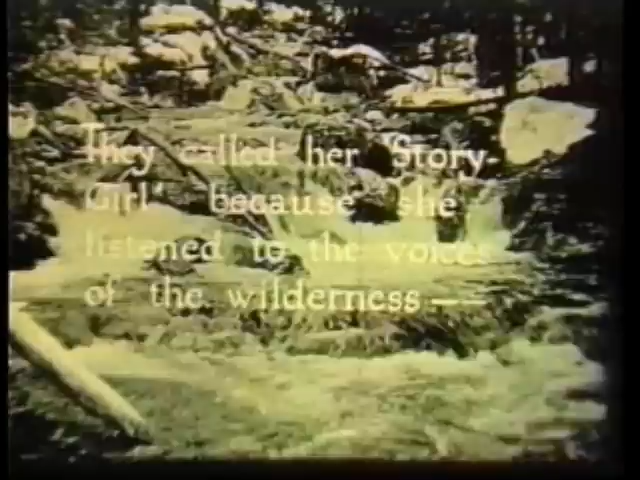 They called her "Story-
Girl" because she
listened to the voices
of the wilderness——